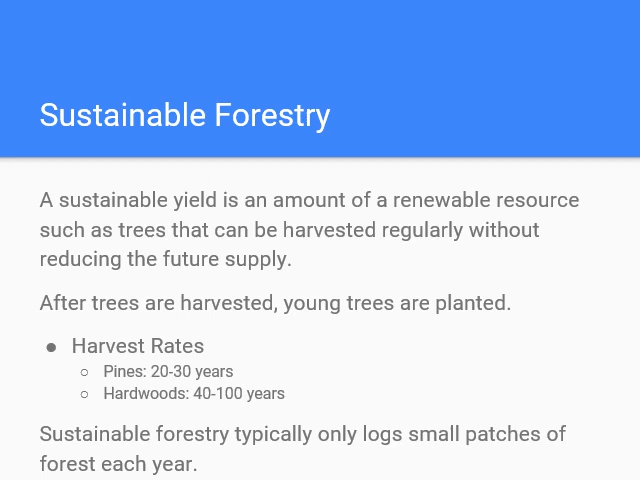 Sustainable Forestry
A sustainable yield is an amount of a renewable resource
such as trees that can be harvested regularly without
reducing the future supply.
After trees are harvested, young trees are planted.
● Harvest Rates
○ Pines: 20-30 years
○ Hardwoods: 40-100 years
Sustainable forestry typically only logs small patches of
forest each year.